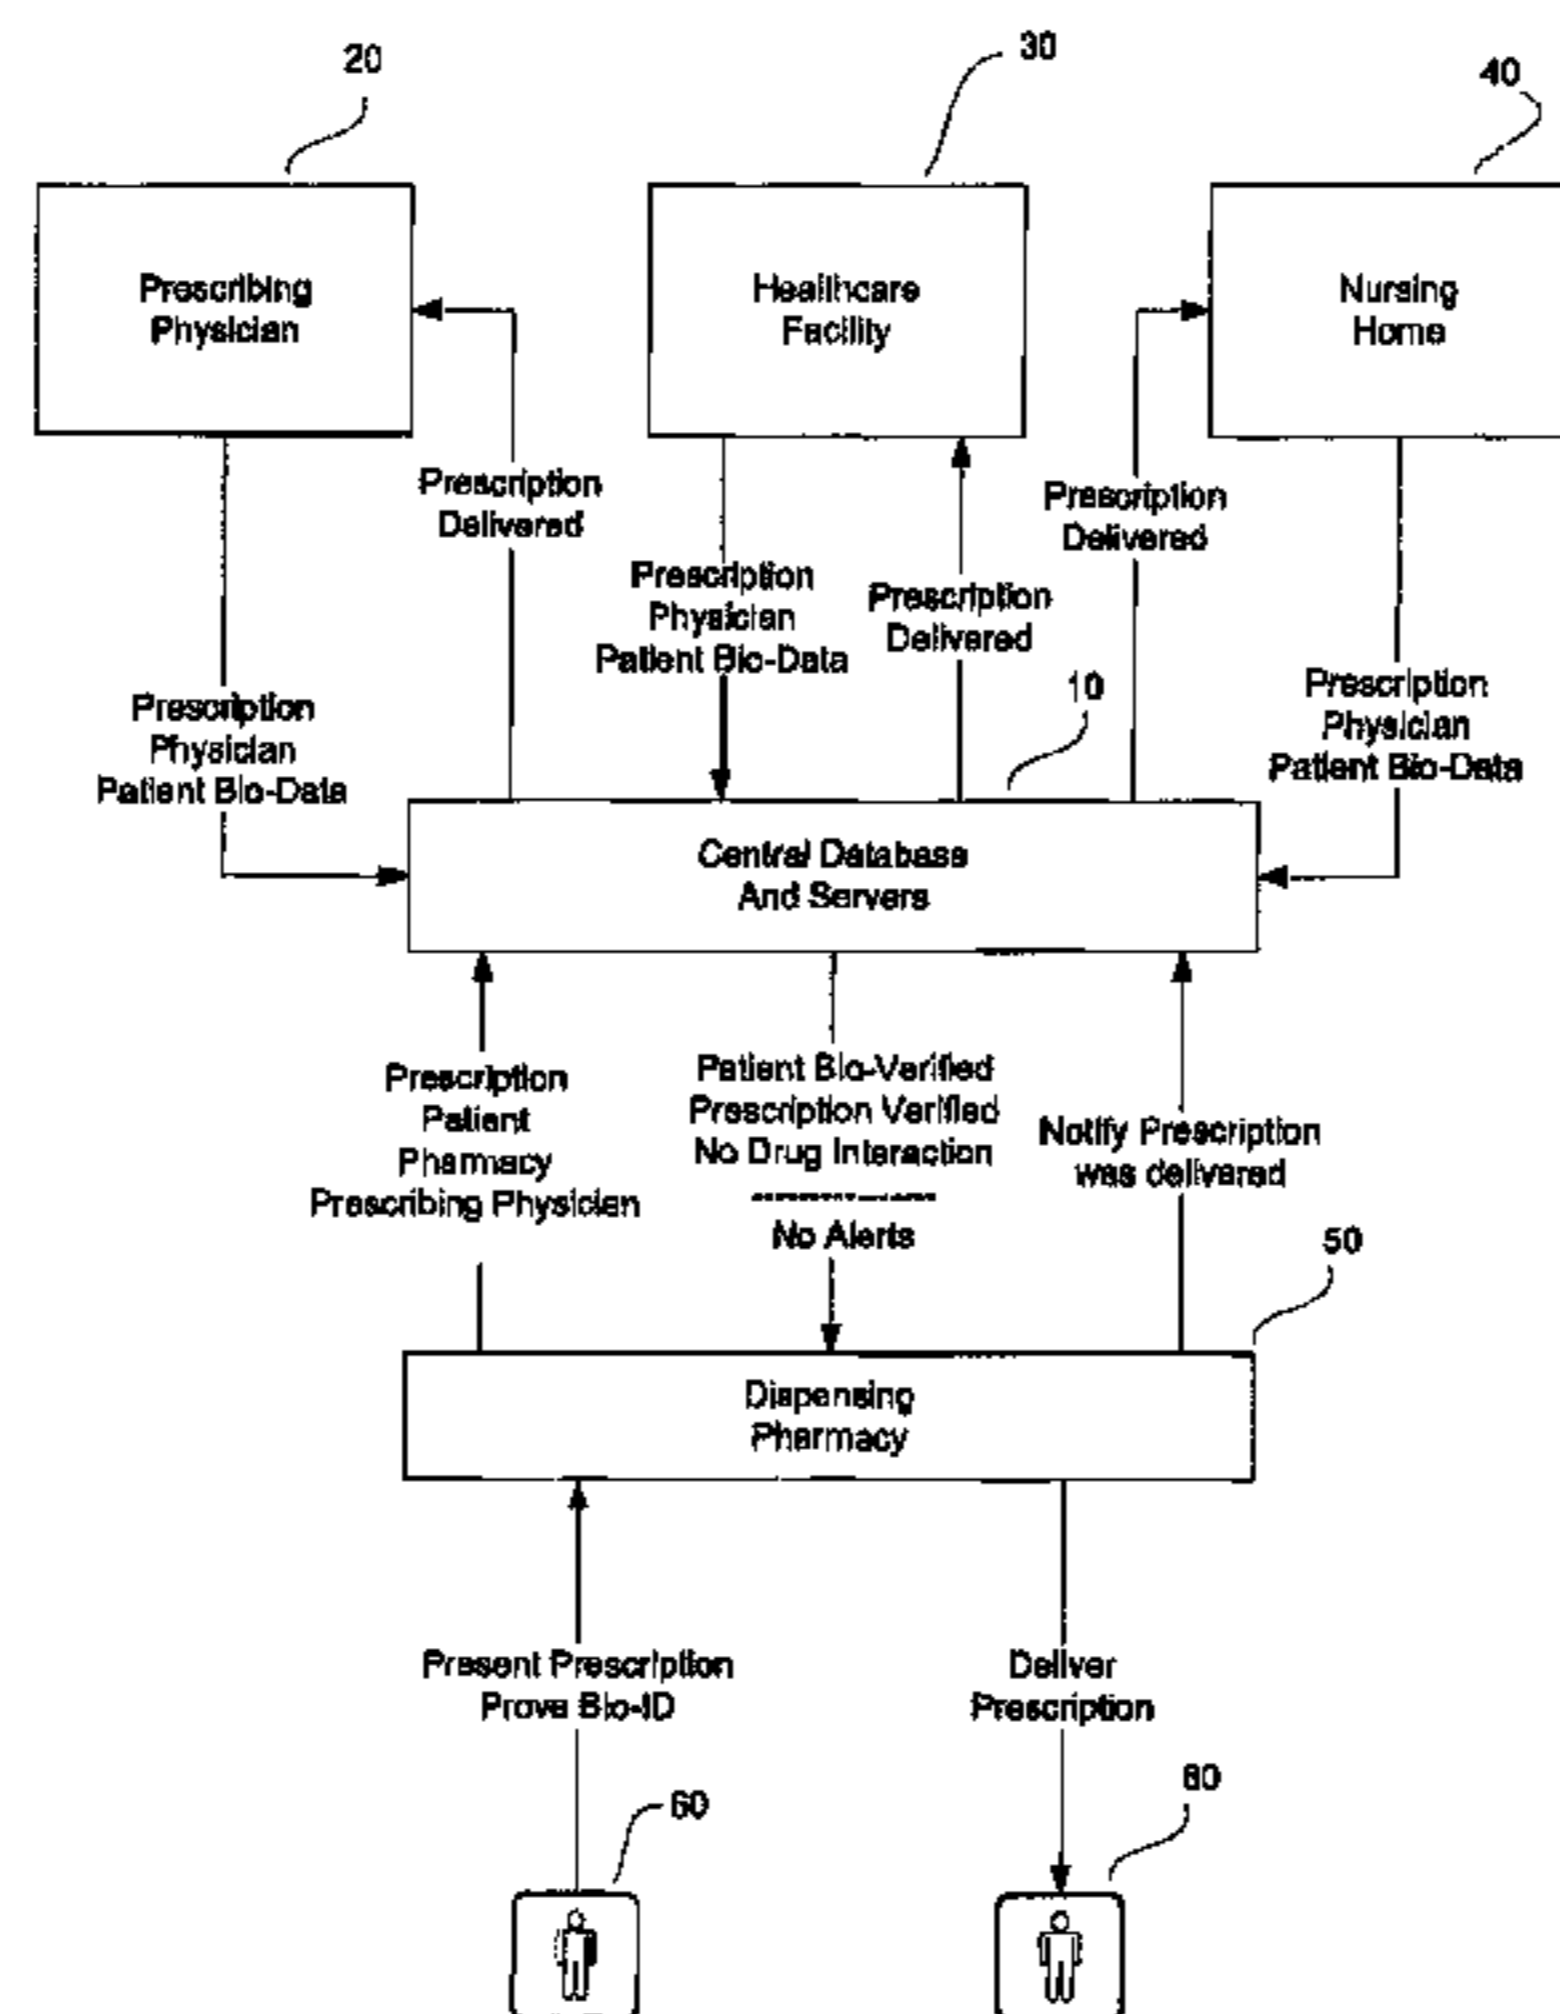 20
30
40
Prescribing
Physician
Healthcare
Facility
Nursing
Home
Prescription
Delivered
Prescription
Delivered
Prescription
Physician
Patient Bio-Data
Prescription
Delivered
10
Prescription
Physician
Patient Bio-Data
Prescription
Physician
Patient Bio-Data
Central Database
And Servers
Prescription
Patient
Pharmacy
Prescribing Physician
Patient Bio-Verified
Prescription Verified
No Drug Interaction
No Alerts
Notify Prescription
was delivered
50
Dispensing
Pharmacy
Present Prescription
Prove Bio-ID
Deliver
Prescription
60
60